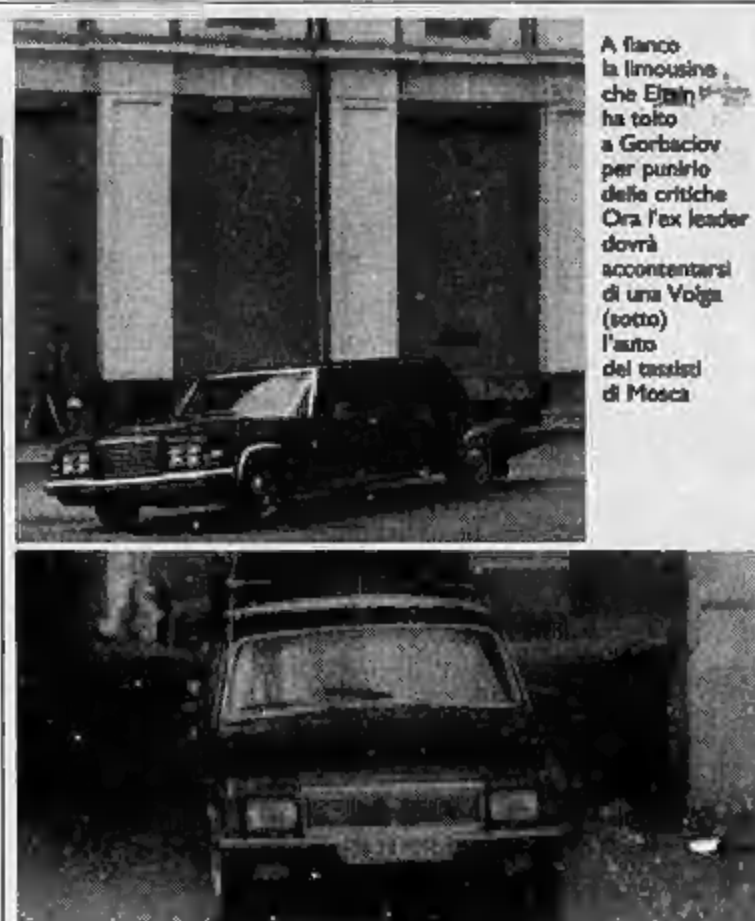 A fianco
la limousine
che Eltsin
ha tolto
a Gorbaciov
per punirlo
delle critiche
Ora l'ex leader
dovrà
accontentarsi
di una Volga
(sotto)
l'auto
dei tassisti
di Mosca